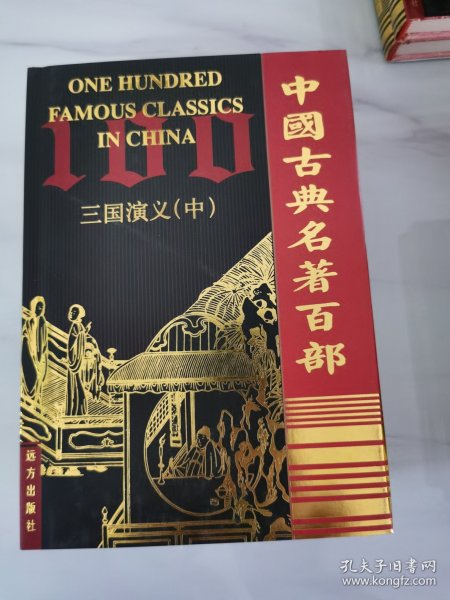 ONE HUNDRED
FAMOUS CLASSICS
IN CHINA
100
三国演义(中)
中國古典名著百部
远方出版社
孔夫子旧书网
www.kongfz.com